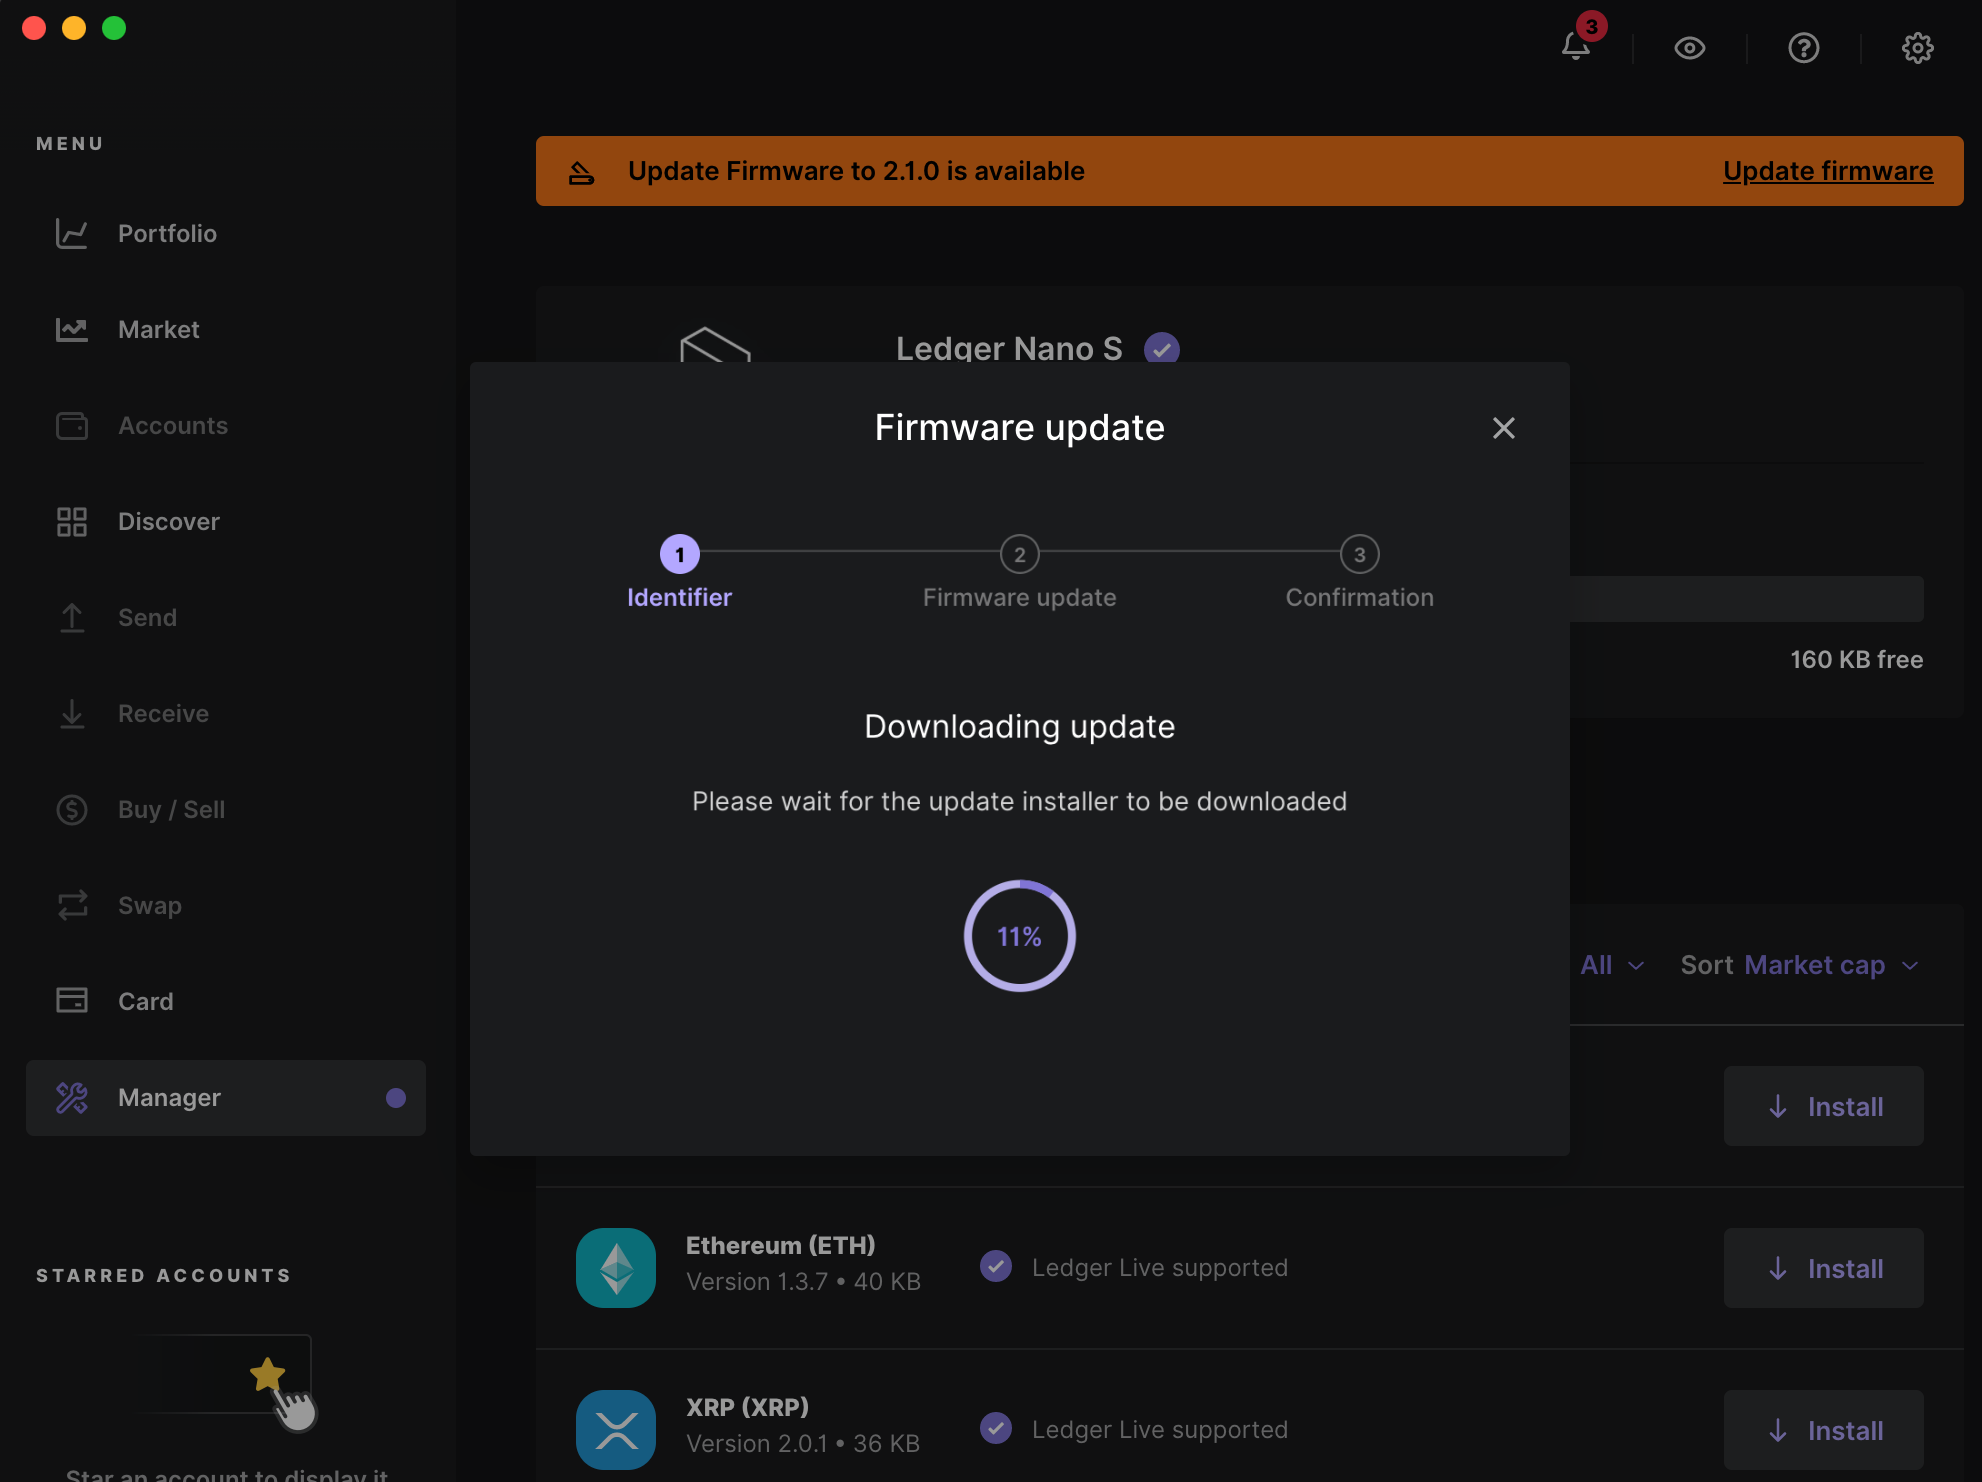 3
MENU
Portfolio
Market
Accounts
Discover
Send
Receive
Buy / Sell
Swap
Card
Manager
STARRED ACCOUNTS
Star an account to display it
Update Firmware to 2.1.0 is available
Update firmware
Ledger Nano S
Firmware update
1
2
3
Identifier
Firmware update
Confirmation
160 KB free
Downloading update
Please wait for the update installer to be downloaded
11%
All
Sort Market cap
Install
Ethereum (ETH)
Version 1.3.7 • 40 KB
Ledger Live supported
Install
XRP (XRP)
Version 2.0.1 • 36 KB
Ledger Live supported
Install